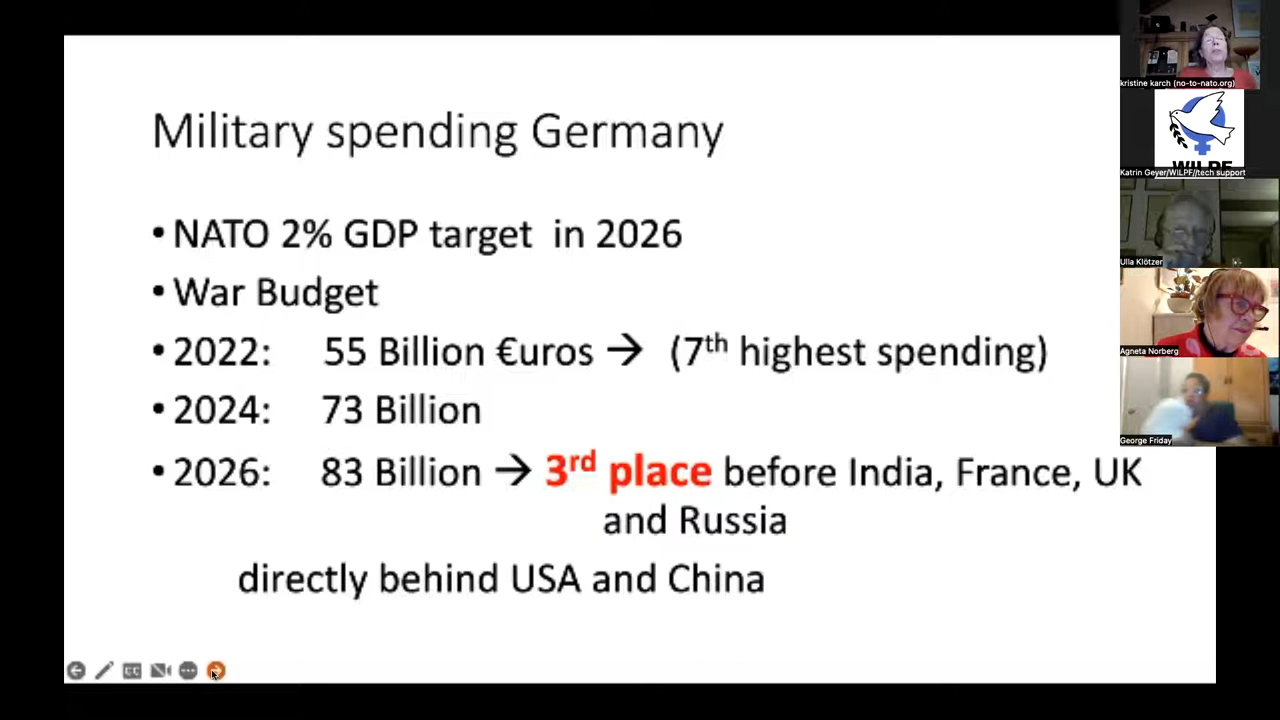 Military spending Germany
• NATO 2% GDP target in 2026
• War Budget
• 2022: 55 Billion €uros → (7th highest spending)
• 2024: 73 Billion
• 2026: 83 Billion → 3rd place before India, France, UK
and Russia
directly behind USA and China
CC
kristine karch (no-to-nato.org)
WILPF
Katrin Geyer/WILPF//tech support
Ulla Klötzer
Agneta Norberg
George Friday